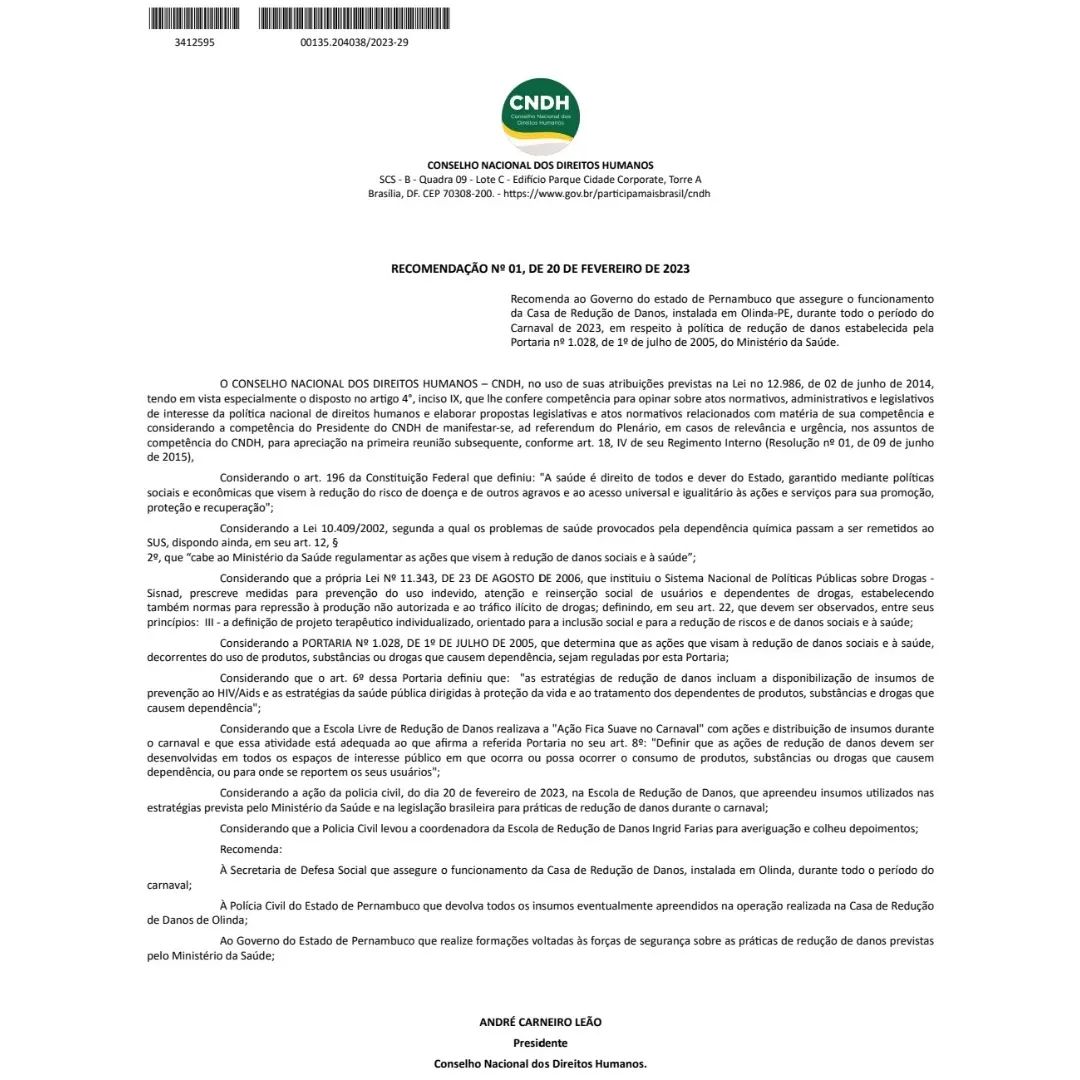 3412595 00135.204038/2023-29
CNDH
Conselho Nacional dos
Direitos Humanos
CONSELHO NACIONAL DOS DIREITOS HUMANOS
SCS - B - Quadra 09 - Lote C - Edifício Parque Cidade Corporate, Torre A
Brasília, DF. CEP 70308-200. - https://www.gov.br/participamaisbrasil/cndh
RECOMENDAÇÃO Nº 01, DE 20 DE FEVEREIRO DE 2023
Recomenda ao Governo do estado de Pernambuco que assegure o funcionamento
da Casa de Redução de Danos, instalada em Olinda-PE, durante todo o período do
Carnaval de 2023, em respeito à política de redução de danos estabelecida pela
Portaria nº 1.028, de 1º de julho de 2005, do Ministério da Saúde.
O CONSELHO NACIONAL DOS DIREITOS HUMANOS – CNDH, no uso de suas atribuições previstas na Lei no 12.986, de 02 de junho de 2014,
tendo em vista especialmente o disposto no artigo 4°, inciso IX, que lhe confere competência para opinar sobre atos normativos, administrativos e legislativos
de interesse da política nacional de direitos humanos e elaborar propostas legislativas e atos normativos relacionados com matéria de sua competência e
considerando a competência do Presidente do CNDH de manifestar-se, ad referendum do Plenário, em casos de relevância e urgência, nos assuntos de
competência do CNDH, para apreciação na primeira reunião subsequente, conforme art. 18, IV de seu Regimento Interno (Resolução nº 01, de 09 de junho
de 2015),
Considerando o art. 196 da Constituição Federal que definiu: "A saúde é direito de todos e dever do Estado, garantido mediante políticas
sociais e econômicas que visem à redução do risco de doença e de outros agravos e ao acesso universal e igualitário às ações e serviços para sua promoção,
proteção e recuperação";
Considerando a Lei 10.409/2002, segunda a qual os problemas de saúde provocados pela dependência química passam a ser remetidos ao
SUS, dispondo ainda, em seu art. 12, §
2º, que “cabe ao Ministério da Saúde regulamentar as ações que visem à redução de danos sociais e à saúde”;
Considerando que a própria Lei Nº 11.343, DE 23 DE AGOSTO DE 2006, que instituiu o Sistema Nacional de Políticas Públicas sobre Drogas -
Sisnad, prescreve medidas para prevenção do uso indevido, atenção e reinserção social de usuários e dependentes de drogas, estabelecendo
também normas para repressão à produção não autorizada e ao tráfico ilícito de drogas; definindo, em seu art. 22, que devem ser observados, entre seus
princípios: III - a definição de projeto terapêutico individualizado, orientado para a inclusão social e para a redução de riscos e de danos sociais e à saúde;
Considerando a PORTARIA Nº 1.028, DE 1º DE JULHO DE 2005, que determina que as ações que visam à redução de danos sociais e à saúde,
decorrentes do uso de produtos, substâncias ou drogas que causem dependência, sejam reguladas por esta Portaria;
Considerando que o art. 6º dessa Portaria definiu que: "as estratégias de redução de danos incluam a disponibilização de insumos de
prevenção ao HIV/Aids e as estratégias da saúde pública dirigidas à proteção da vida e ao tratamento dos dependentes de produtos, substâncias e drogas que
causem dependência";
Considerando que a Escola Livre de Redução de Danos realizava a "Ação Fica Suave no Carnaval" com ações e distribuição de insumos durante
o carnaval e que essa atividade está adequada ao que afirma a referida Portaria no seu art. 8º: "Definir que as ações de redução de danos devem ser
desenvolvidas em todos os espaços de interesse público em que ocorra ou possa ocorrer o consumo de produtos, substâncias ou drogas que causem
dependência, ou para onde se reportem os seus usuários";
Considerando a ação da policia civil, do dia 20 de fevereiro de 2023, na Escola de Redução de Danos, que apreendeu insumos utilizados nas
estratégias prevista pelo Ministério da Saúde e na legislação brasileira para práticas de redução de danos durante o carnaval;
Considerando que a Policia Civil levou a coordenadora da Escola de Redução de Danos Ingrid Farias para averiguação e colheu depoimentos;
Recomenda:
À Secretaria de Defesa Social que assegure o funcionamento da Casa de Redução de Danos, instalada em Olinda, durante todo o período do
carnaval;
À Polícia Civil do Estado de Pernambuco que devolva todos os insumos eventualmente apreendidos na operação realizada na Casa de Redução
de Danos de Olinda;
Ao Governo do Estado de Pernambuco que realize formações voltadas às forças de segurança sobre as práticas de redução de danos previstas
pelo Ministério da Saúde;
ANDRÉ CARNEIRO LEÃO
Presidente
Conselho Nacional dos Direitos Humanos.